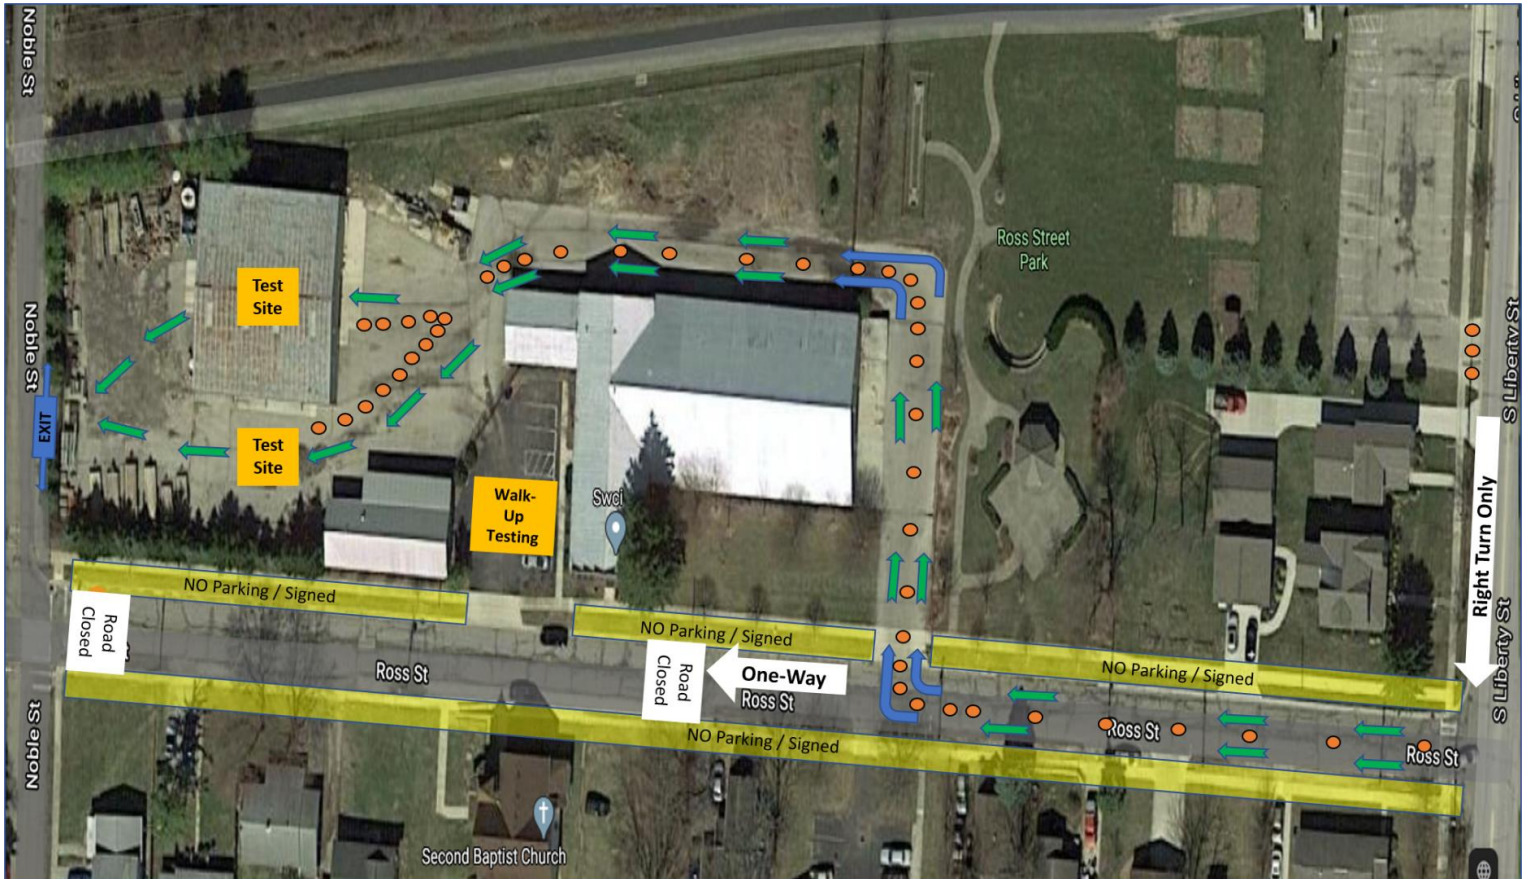 Noble St
Ross Street
Park
Test
Site
Noble St
S Liberty St
EXIT
Test
Site
Walk-
Up
Testing
Swci
Right Turn Only
NO Parking / Signed
Road
Closed
NO Parking / Signed
NO Parking / Signed
Road
Closed
One-Way
Ross St
Ross St
S Liberty St
Noble St
NO Parking / Signed
Ross St
Ross St
Second Baptist Church